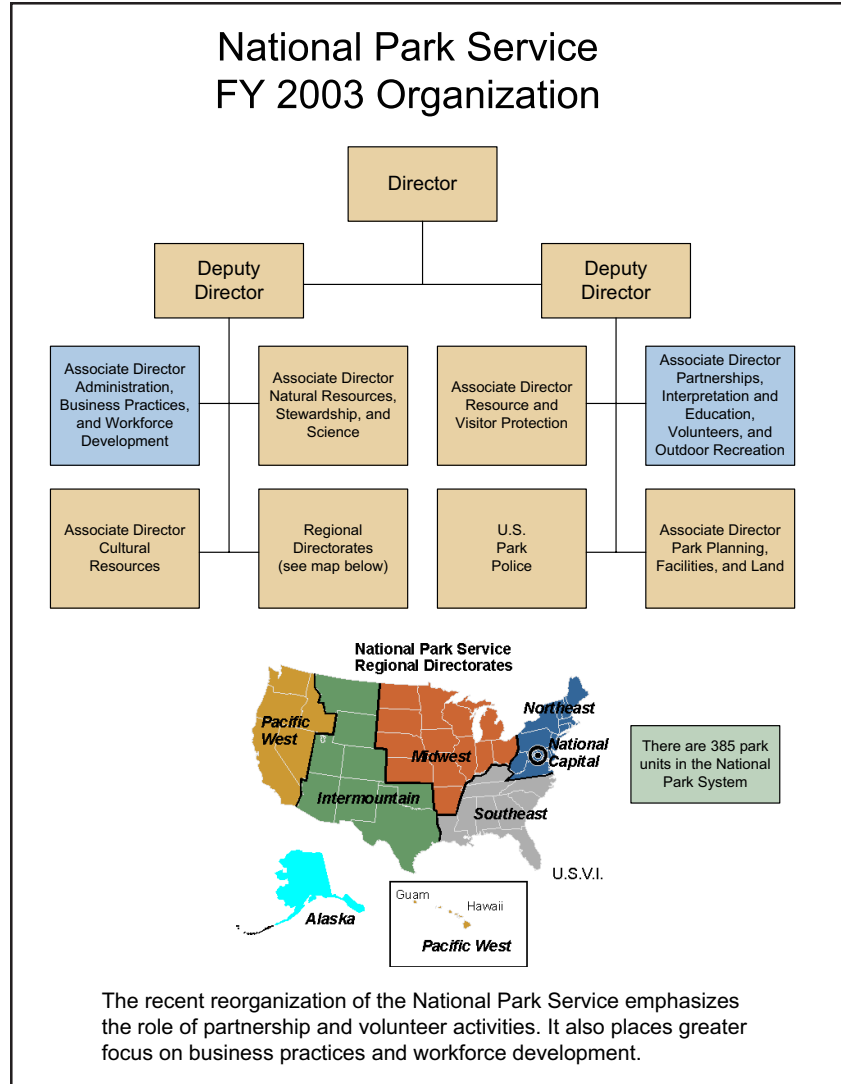 National Park Service
FY 2003 Organization
Director
Deputy
Director
Deputy
Director
Associate Director
Administration,
Business Practices,
and Workforce
Development
Associate Director
Natural Resources,
Stewardship, and
Science
Associate Director
Resource and
Visitor Protection
Associate Director
Partnerships,
Interpretation and
Education,
Volunteers, and
Outdoor Recreation
Associate Director
Cultural
Resources
Regional
Directorates
(see map below)
U.S.
Park
Police
Associate Director
Park Planning,
Facilities, and Land
National Park Service
Regional Directorates
Pacific
West
Northeast
National
Capital
Midwest
Intermountain
Southeast
There are 385 park
units in the National
Park System
U.S.V.I.
Alaska
Guam
Hawaii
Pacific West
The recent reorganization of the National Park Service emphasizes
the role of partnership and volunteer activities. It also places greater
focus on business practices and workforce development.